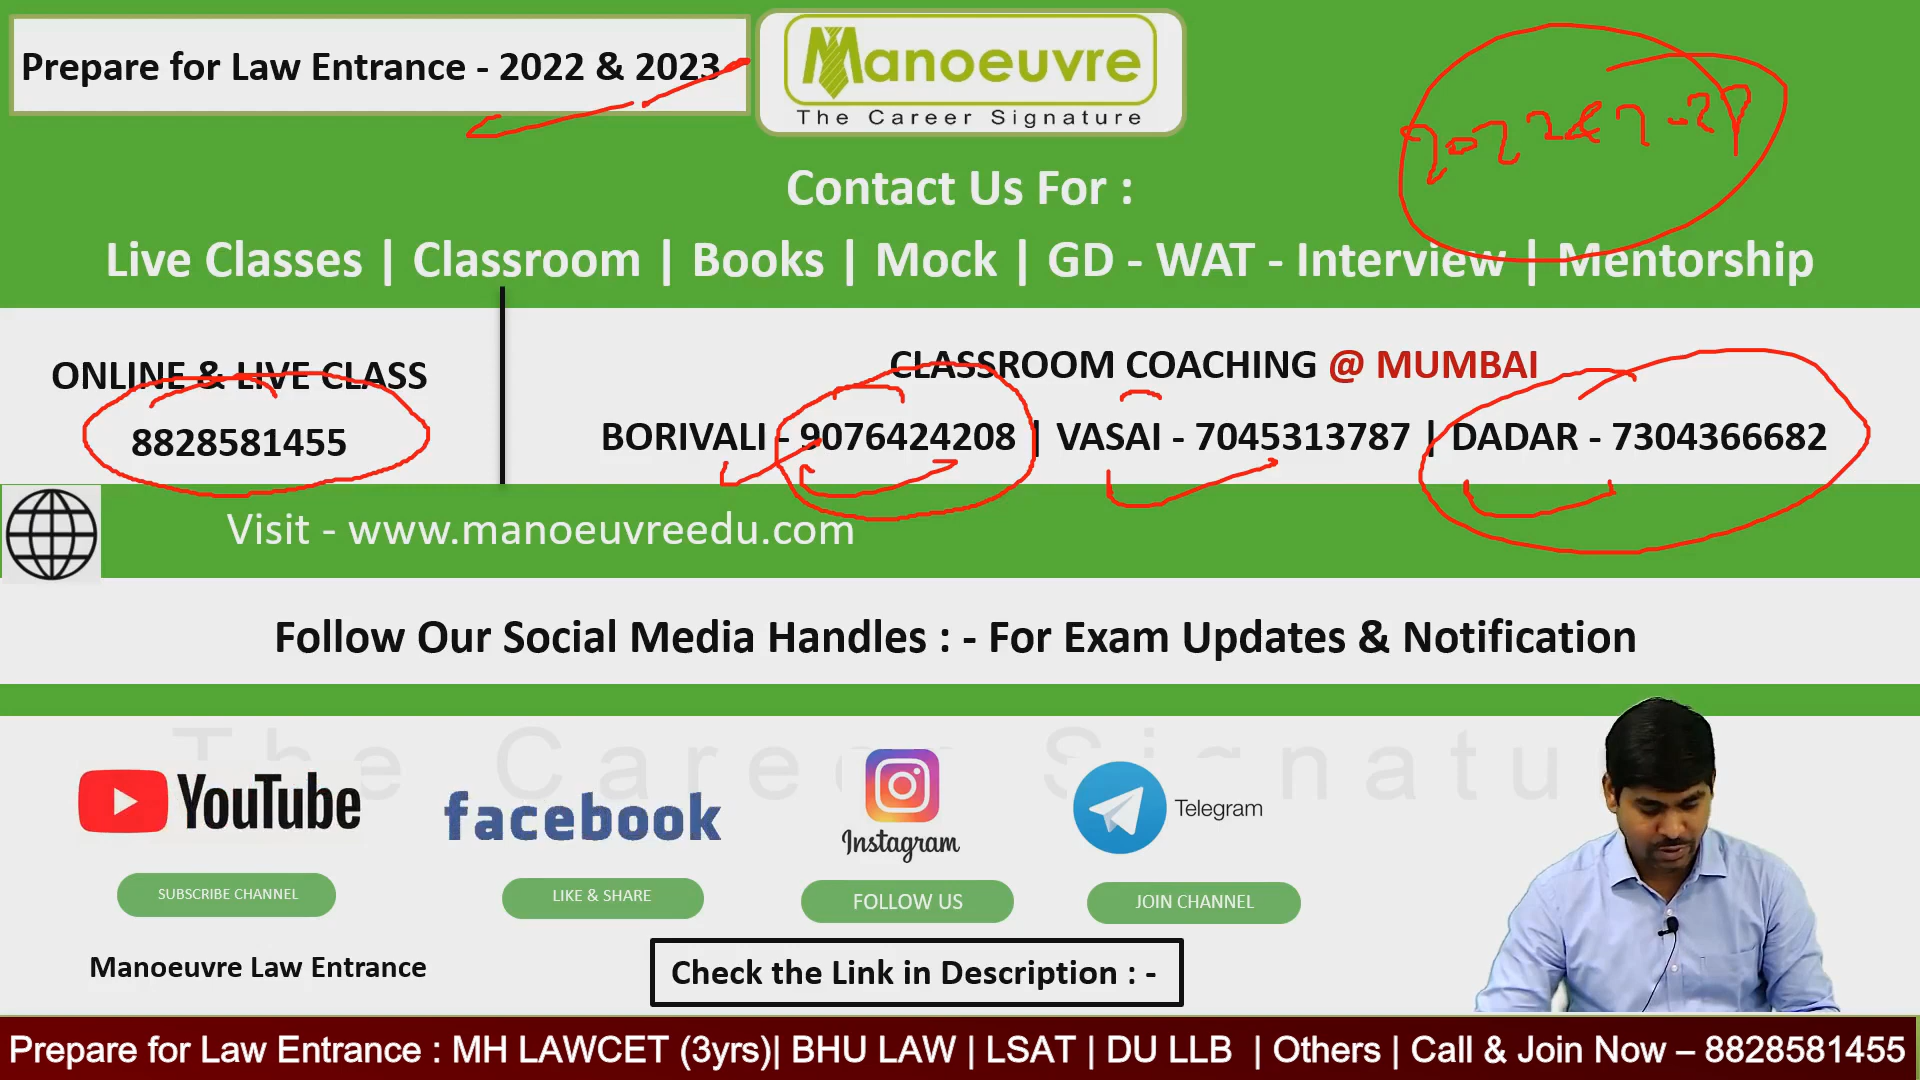 Prepare for Law Entrance - 2022 & 2023
Manoeuvre
The Career Signature
Contact Us For :
Live Classes | Classroom | Books | Mock | GD - WAT - Interview | Mentorship
ONLINE & LIVE CLASS
8828581455
CLASSROOM COACHING @ MUMBAI
BORIVALI - 9076424208 | VASAI - 7045313787 | DADAR - 7304366682
Visit - www.manoeuvreedu.com
Follow Our Social Media Handles : - For Exam Updates & Notification
The Career Signatu
YouTube
facebook
Instagram
Telegram
SUBSCRIBE CHANNEL
LIKE & SHARE
FOLLOW US
JOIN CHANNEL
Manoeuvre Law Entrance
Check the Link in Description : -
Prepare for Law Entrance : MH LAWCET (3yrs)| BHU LAW | LSAT | DU LLB | Others | Call & Join Now – 8828581455